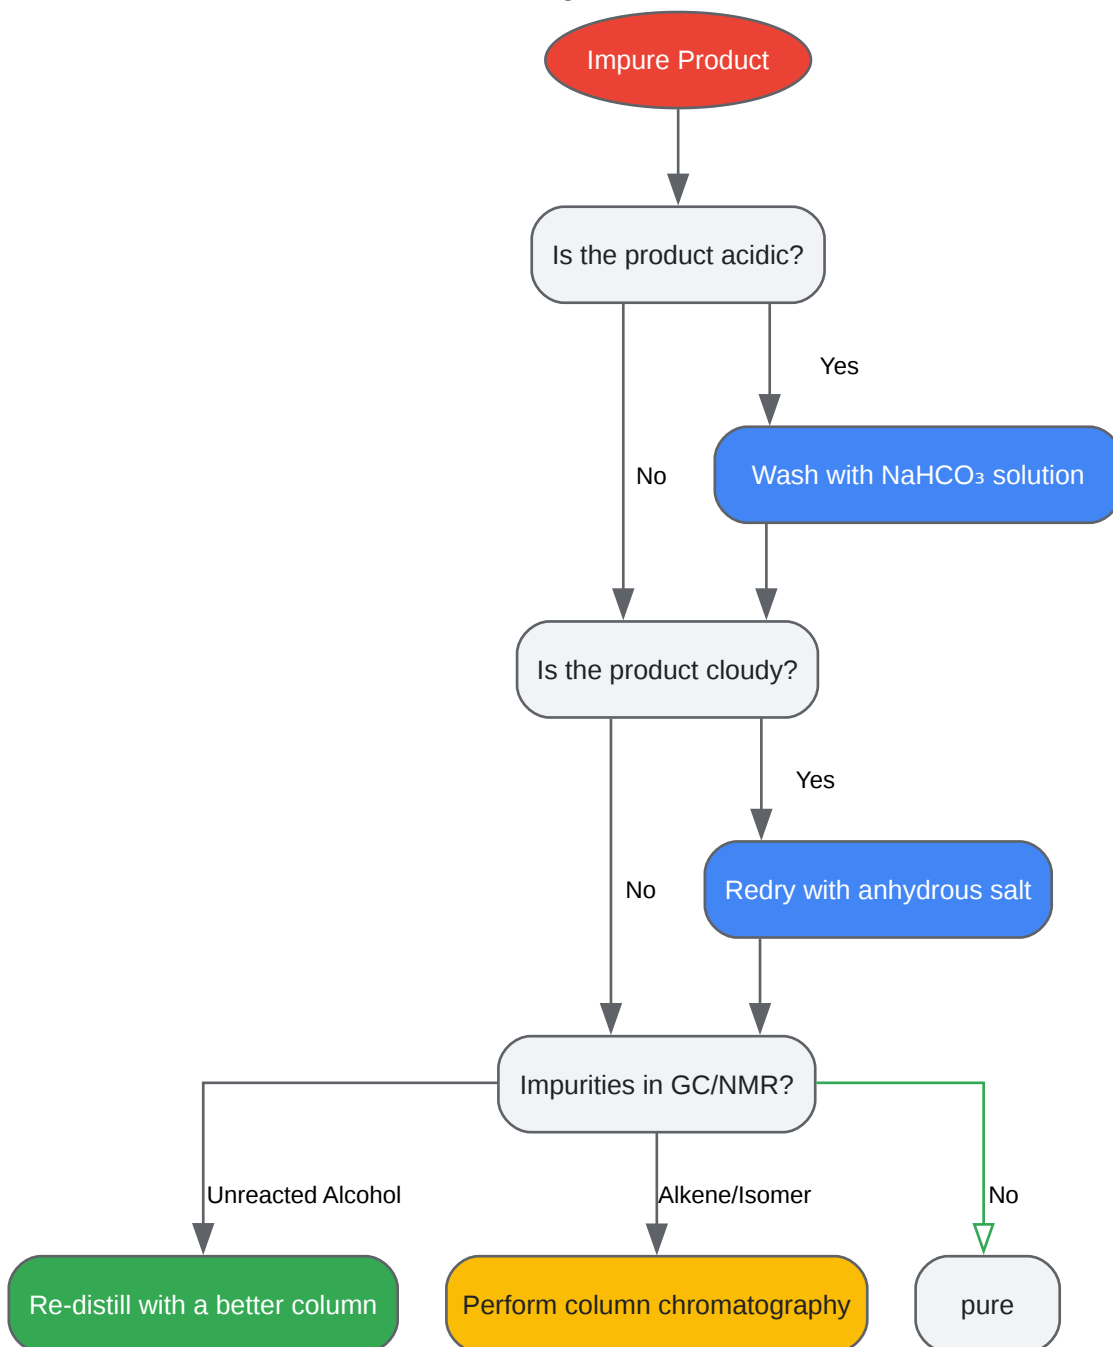 Impure Product
Is the product acidic?
Yes
No
Wash with NaHCO₃ solution
Is the product cloudy?
Yes
No
Redry with anhydrous salt
Impurities in GC/NMR?
Unreacted Alcohol
Alkene/Isomer
No
Re-distill with a better column
Perform column chromatography
pure